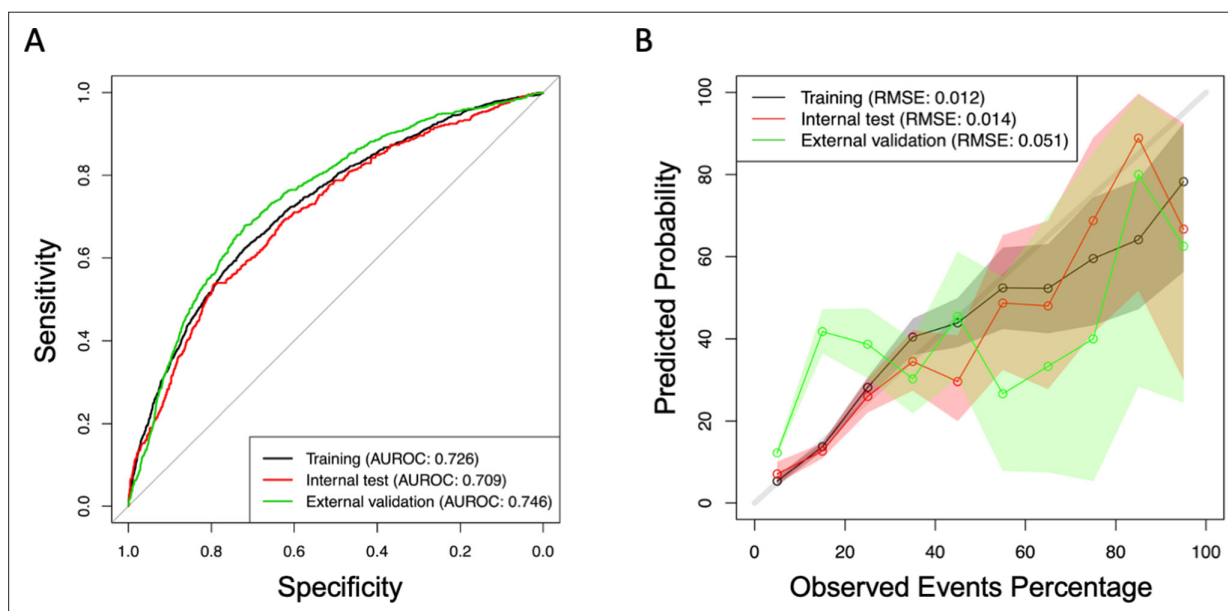 A
Sensitivity
1.0
0.8
0.6
0.4
0.2
0.0
Training (AUROC: 0.726)
Internal test (AUROC: 0.709)
External validation (AUROC: 0.746)
1.0 0.8 0.6 0.4 0.2 0.0
Specificity
B
Predicted Probability
100
80
60
40
20
0
Training (RMSE: 0.012)
Internal test (RMSE: 0.014)
External validation (RMSE: 0.051)
0 20 40 60 80 100
Observed Events Percentage